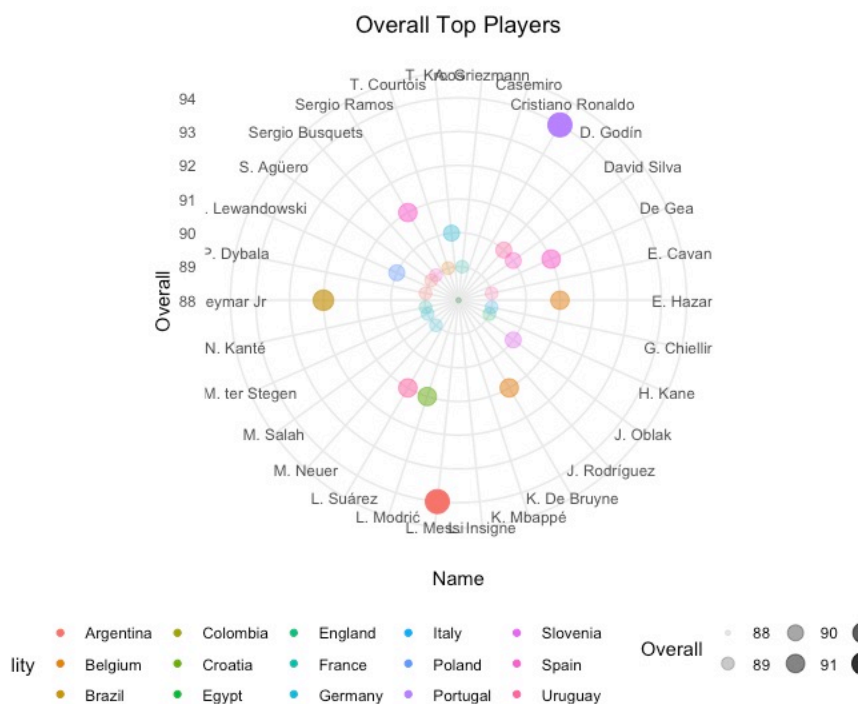 Overall Top Players
T. Kroos A. Griezmann
T. Courtois Casemiro
94 Sergio Ramos Cristiano Ronaldo
93 Sergio Busquets D. Godín
92 S. Agüero David Silva
91 . Lewandowski De Gea
90
89 P. Dybala E. Cavan
Overall
88 eymar Jr E. Hazar
N. Kanté G. Chiellir
M. ter Stegen H. Kane
M. Salah J. Oblak
M. Neuer J. Rodríguez
L. Suárez K. De Bruyne
L. Modrić K. Mbappé
L. Messi L. Insigne
Name
Argentina Colombia England Italy Slovenia 88 90
lity Belgium Croatia France Poland Spain Overall 89 91
Brazil Egypt Germany Portugal Uruguay